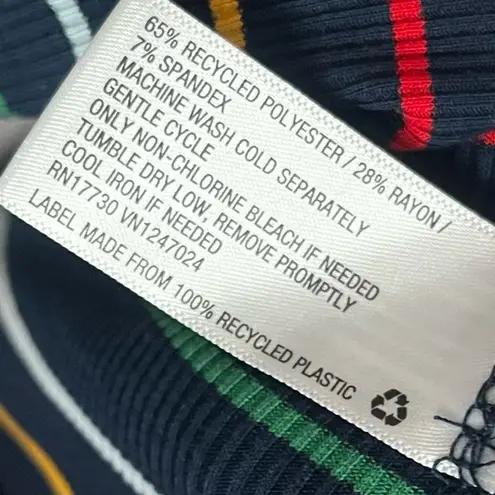 65% RECYCLED POLYESTER / 28% RAYON /
7% SPANDEX
MACHINE WASH COLD SEPARATELY
GENTLE CYCLE
ONLY NON-CHLORINE BLEACH IF NEEDED
TUMBLE DRY LOW, REMOVE PROMPTLY
COOL IRON IF NEEDED
RN17730 VN1247024
LABEL MADE FROM 100% RECYCLED PLASTIC